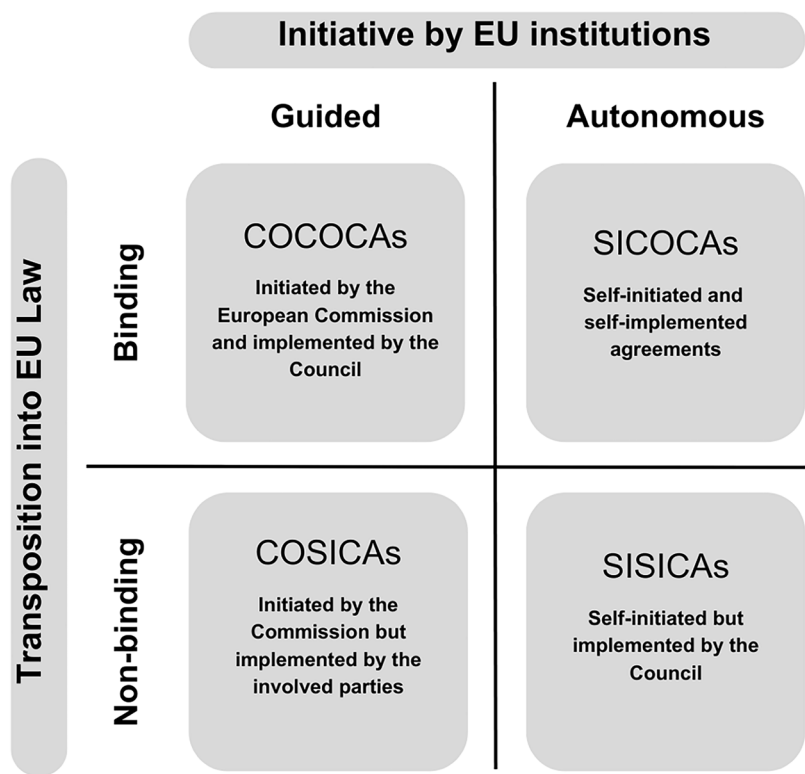 Initiative by EU institutions
Guided
Autonomous
Transposition into EU Law
Binding
COCOCAs
Initiated by the
European Commission
and implemented by the
Council
SICOCAs
Self-initiated and
self-implemented
agreements
Non-binding
COSICAs
Initiated by the
Commission but
implemented by the
involved parties
SISICAs
Self-initiated but
implemented by the
Council